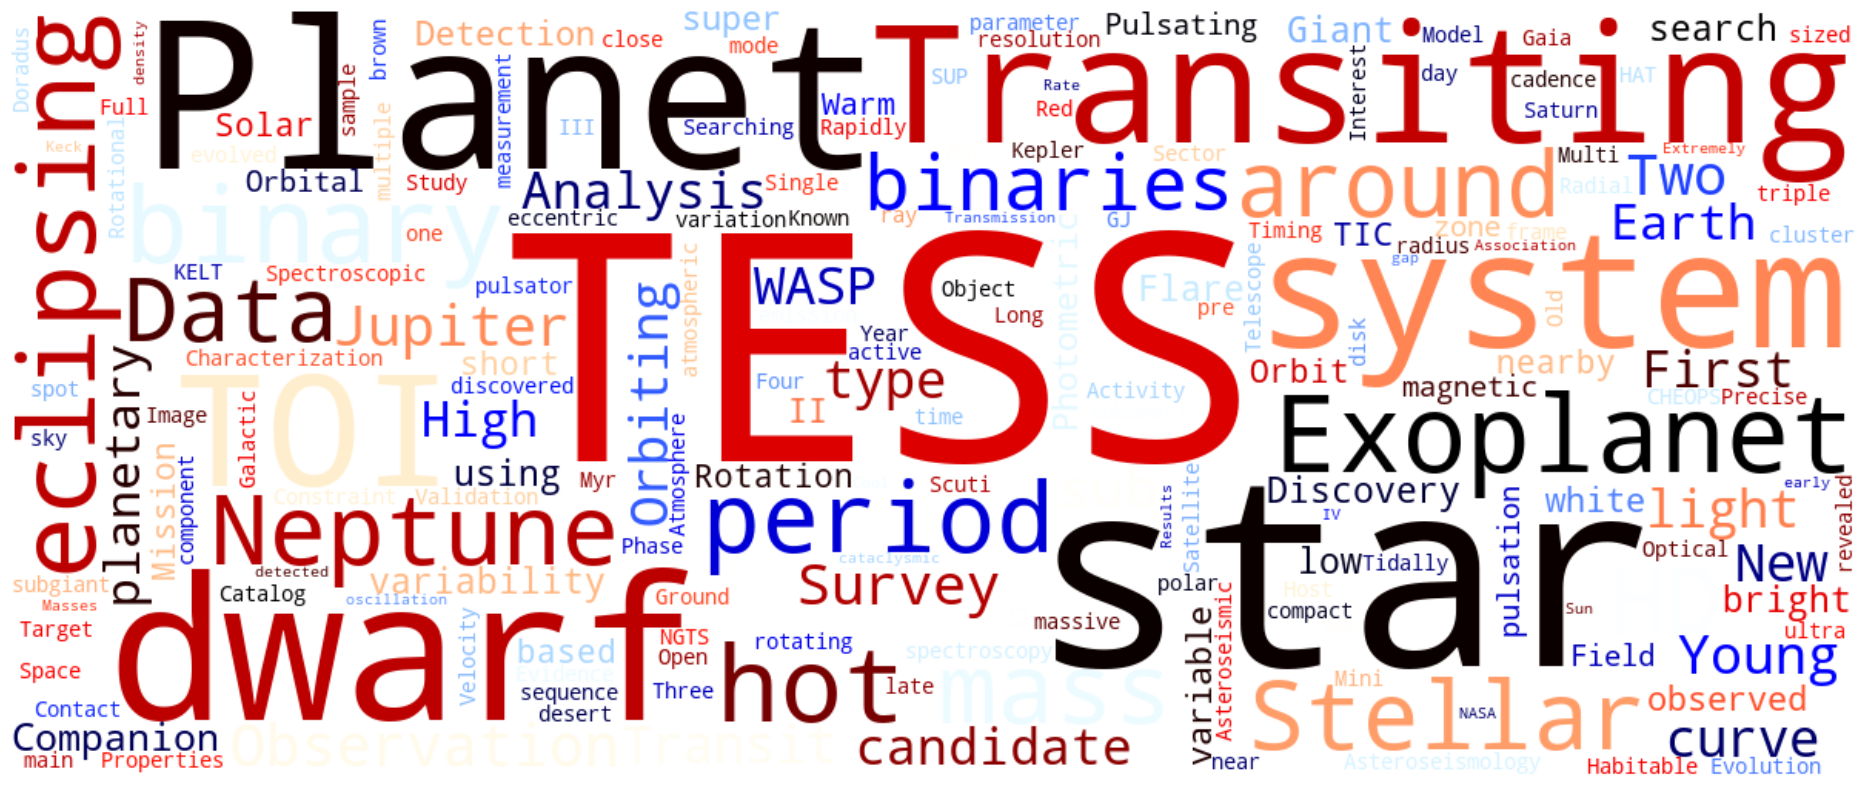 Doradus
eclipsing
density
Planet
brown
Detection
close
super
mode
Transiting
parameter
resolution
Pulsating
Giant
Model
Gaia
search
sized
Full
Solar
sample
multiple
measurement
III
Warm
Searching
Rapidly
SUP
Rate
Red
Interest
day
cadence
HAT
Saturn
Keck
Rotational
evolved
Orbital
Study
Analysis
Single
Kepler
binaries
Sector
around
Multi
Extremely
Radial
Two
triple
binary
eccentric
variation
Known
ray
Transmission
GJ
Timing
TIC
zone
frame
radius
Association
Earth
cluster
one
KELT
Spectroscopic
pulsator
TESS
atmospheric
WASP
emission
Object
Long
Photometric
Flare
pre
Telescope
gap
system
Old
disk
Data
Jupiter
Characterization
short
orbiting
Year
active
nearby
First
Orbit
magnetic
CHEOPS
Precise
spot
planetary
TOI
discovered
Four
type
II
time
Activity
Exoplanet
Image
Galactic
High
sky
Mission
component
using
Myr
Atmosphere
Rotation
Cool
Scuti
Constraint
Validation
Neptune
Phase
period
Results
Satellite
Discovery
IV
pulsation
white
light
early
revealed
cataclysmic
star
low
Tidally
Optical
New
subgiant
detected
Masses
Catalog
variability
oscillation
Ground
Survey
polar
Host
compact
Sun
bright
ultra
Target
dwarf
Velocity
NGTS
Open
rotating
massive
variable
Asteroseismic
Field
Young
Space
based
Evidence
sequence
desert
Three
hot
late
spectroscopy
mass
Mini
Stellar
NASA
observed
Contact
Companion
main
Properties
Observation
Transit
candidate
near
Asteroseismology
curve
Habitable
Evolution